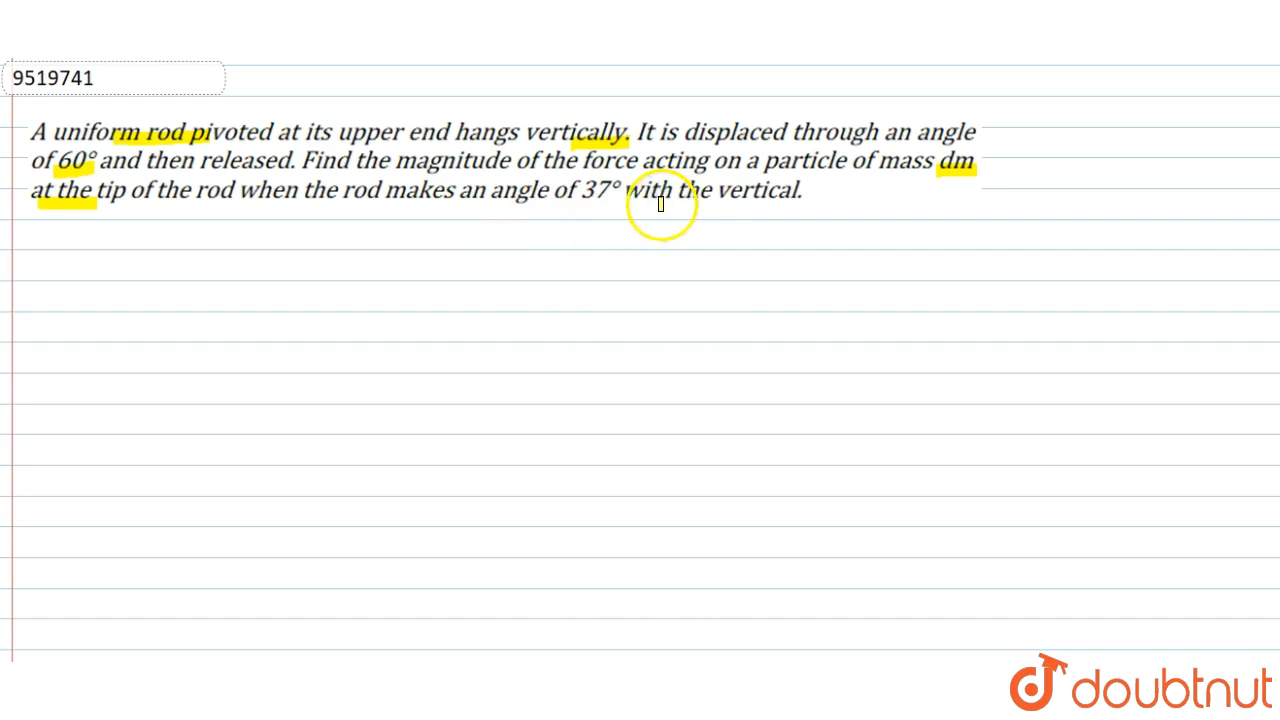 9519741
A uniform rod pivoted at its upper end hangs vertically. It is displaced through an angle
of 60° and then released. Find the magnitude of the force acting on a particle of mass dm
at the tip of the rod when the rod makes an angle of 37° with the vertical.
doubtnut